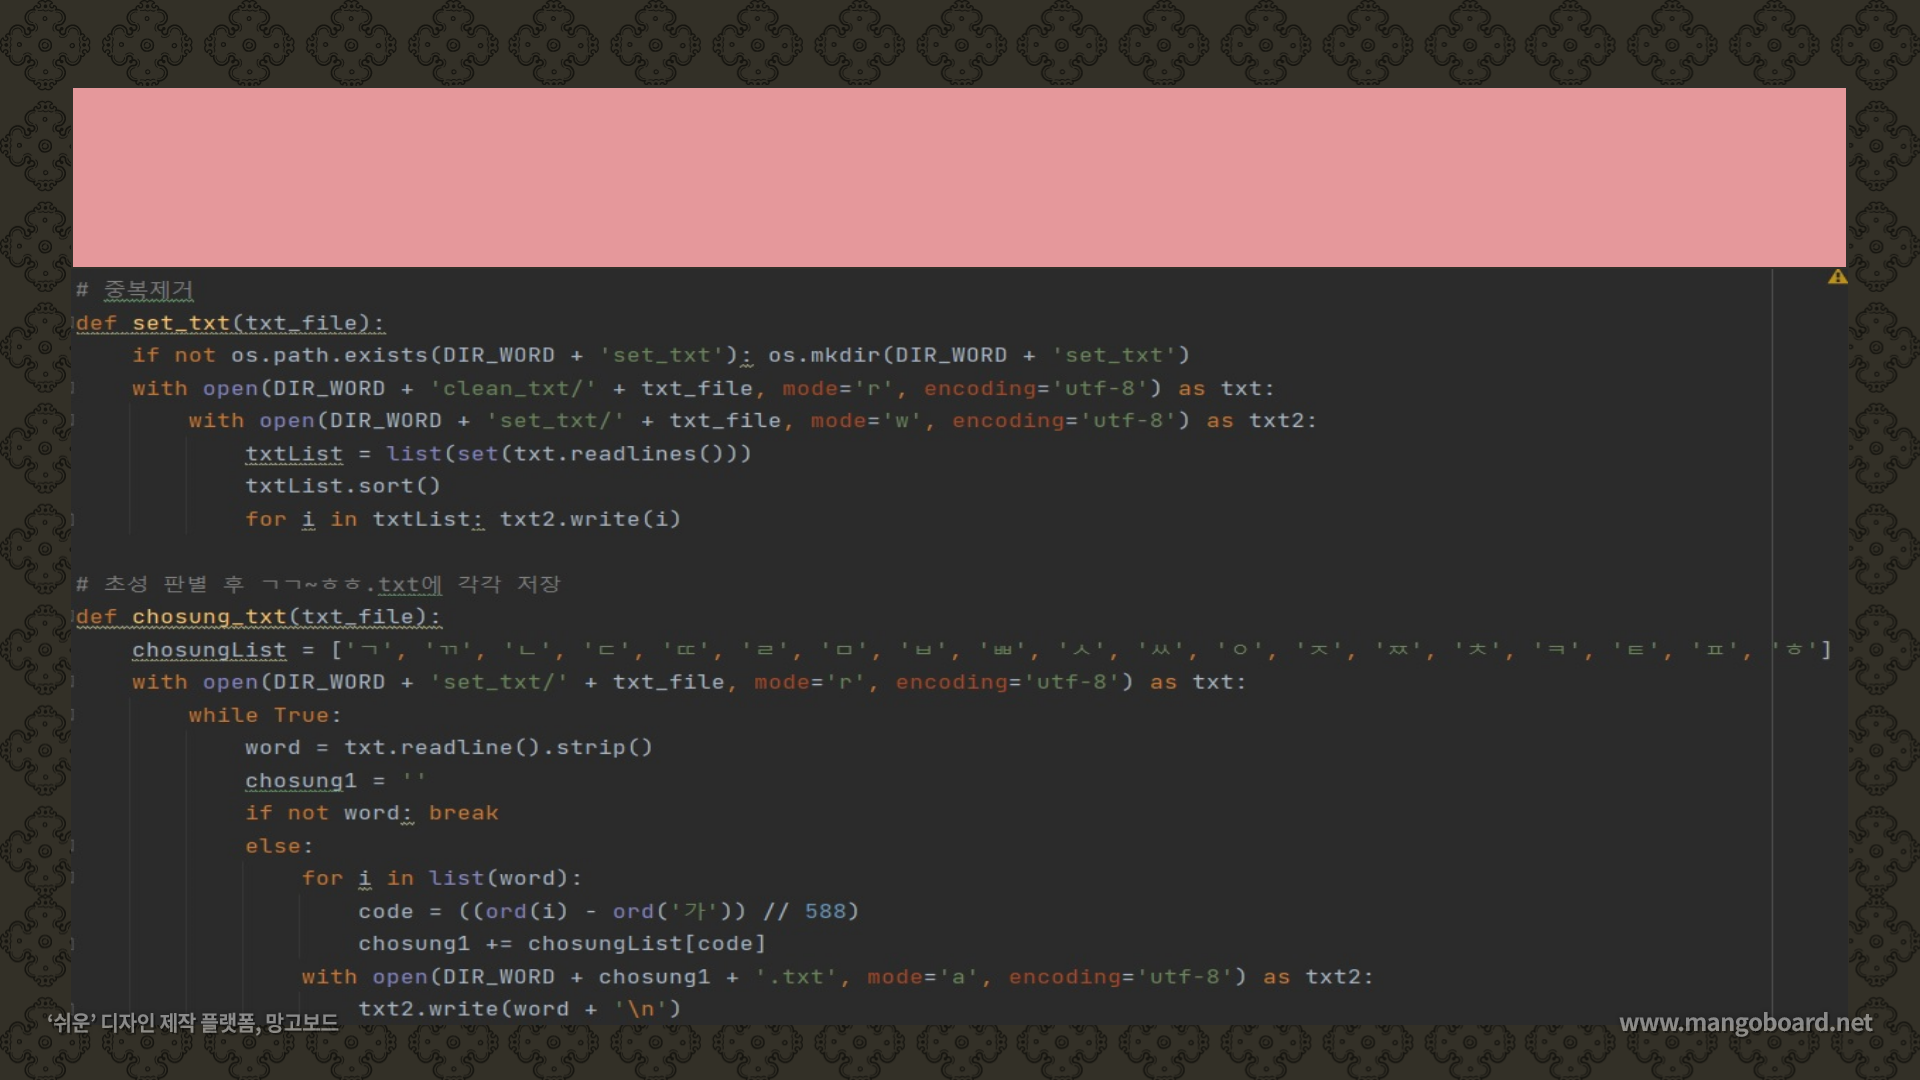 # 중복제거
def set_txt(txt_file):
    if not os.path.exists(DIR_WORD + 'set_txt'): os.mkdir(DIR_WORD + 'set_txt')
    with open(DIR_WORD + 'clean_txt/' + txt_file, mode='r', encoding='utf-8') as txt:
        with open(DIR_WORD + 'set_txt/' + txt_file, mode='w', encoding='utf-8') as txt2:
            txtList = list(set(txt.readlines()))
            txtList.sort()
            for i in txtList: txt2.write(i)
# 초성 판별 후 ㄱㄱ~ㅎㅎ.txt에 각각 저장
def chosung_txt(txt_file):
    chosungList = ['ㄱ', 'ㄲ', 'ㄴ', 'ㄷ', 'ㄸ', 'ㄹ', 'ㅁ', 'ㅂ', 'ㅃ', 'ㅅ', 'ㅆ', 'ㅇ', 'ㅈ', 'ㅉ', 'ㅊ', 'ㅋ', 'ㅌ', 'ㅍ', 'ㅎ']
    with open(DIR_WORD + 'set_txt/' + txt_file, mode='r', encoding='utf-8') as txt:
        while True:
            word = txt.readline().strip()
            chosung1 = ''
            if not word: break
            else:
                for i in list(word):
                    code = ((ord(i) - ord('가')) // 588)
                    chosung1 += chosungList[code]
                with open(DIR_WORD + chosung1 + '.txt', mode='a', encoding='utf-8') as txt2:
                    txt2.write(word + '\n')
‘쉬운’ 디자인 제작 플랫폼, 망고보드
www.mangoboard.net